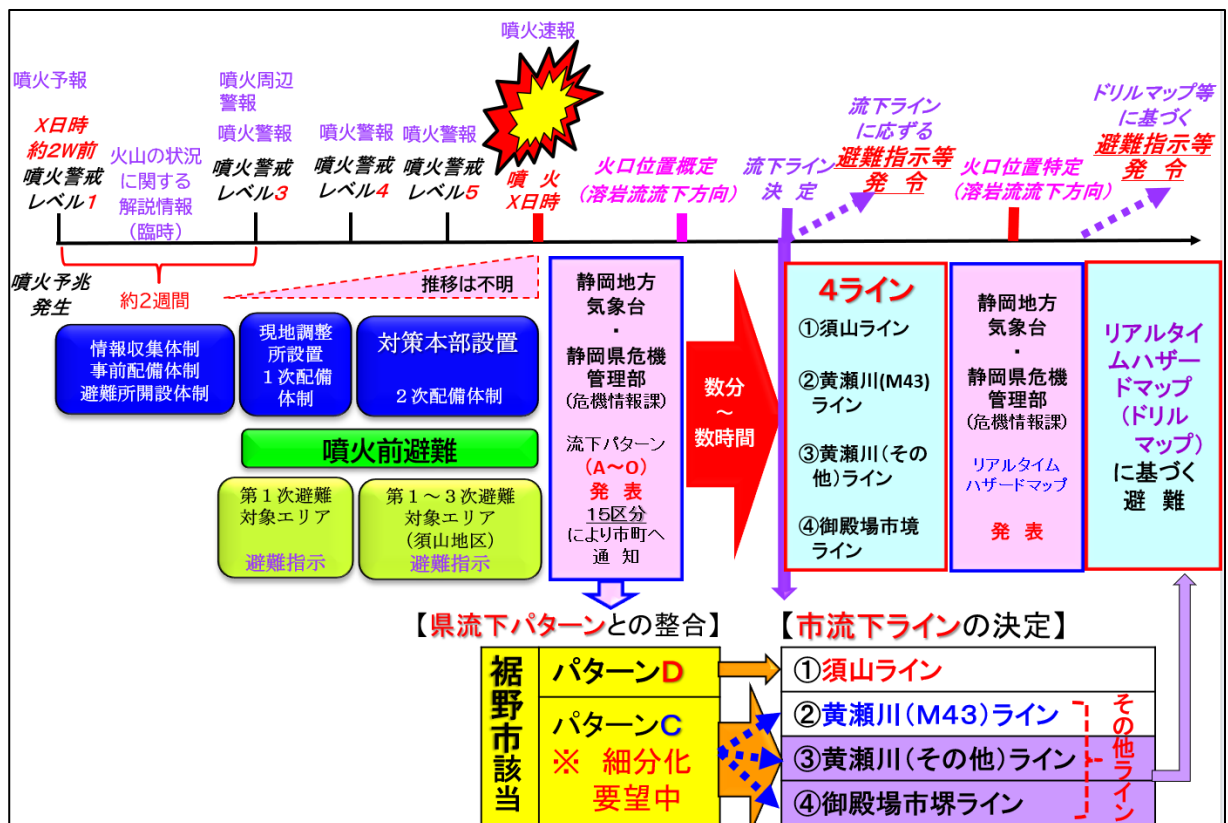 噴火速報
噴火予報
噴火周辺
警報
流下ライン
に応ずる
避難指示等
発 令
ドリルマップ等
に基づく
避難指示等
発 令
X日時
約2W前
噴火警戒
レベル1
火山の状況
に関する
解説情報
（臨時）
噴火警報
噴火警戒
レベル3
噴火警報
噴火警戒
レベル4
噴火警報
噴火警戒
レベル5
噴 火
X日時
火口位置概定
（溶岩流流下方向）
流下ライン
決 定
火口位置特定
（溶岩流流下方向）
噴火予兆
発生
約2週間
推移は不明
情報収集体制
事前配備体制
避難所開設体制
現地調整
所設置
1次配備
体制
対策本部設置
2次配備体制
噴火前避難
第1次避難
対象エリア
避難指示
第1～3次避難
対象エリア
（須山地区）
避難指示
静岡地方
気象台
・
静岡県危機
管理部
（危機情報課）
流下パターン
（A～O）
発 表
15区分
により市町へ
通 知
数分
～
数時間
4ライン
①須山ライン
②黄瀬川(M43)
ライン
③黄瀬川（その
他）ライン
④御殿場市境
ライン
静岡地方
気象台
・
静岡県危機
管理部
（危機情報課）
リアルタイム
ハザードマップ
発 表
リアルタイ
ムハザー
ドマップ
（ドリル
マップ）
に基づく
避 難
【県流下パターンとの整合】
【市流下ラインの決定】
裾野市該当
パターンD
パターンC
※ 細分化
要望中
①須山ライン
②黄瀬川（M43）ライン
③黄瀬川（その他）ライン
④御殿場市堺ライン
その他ライン